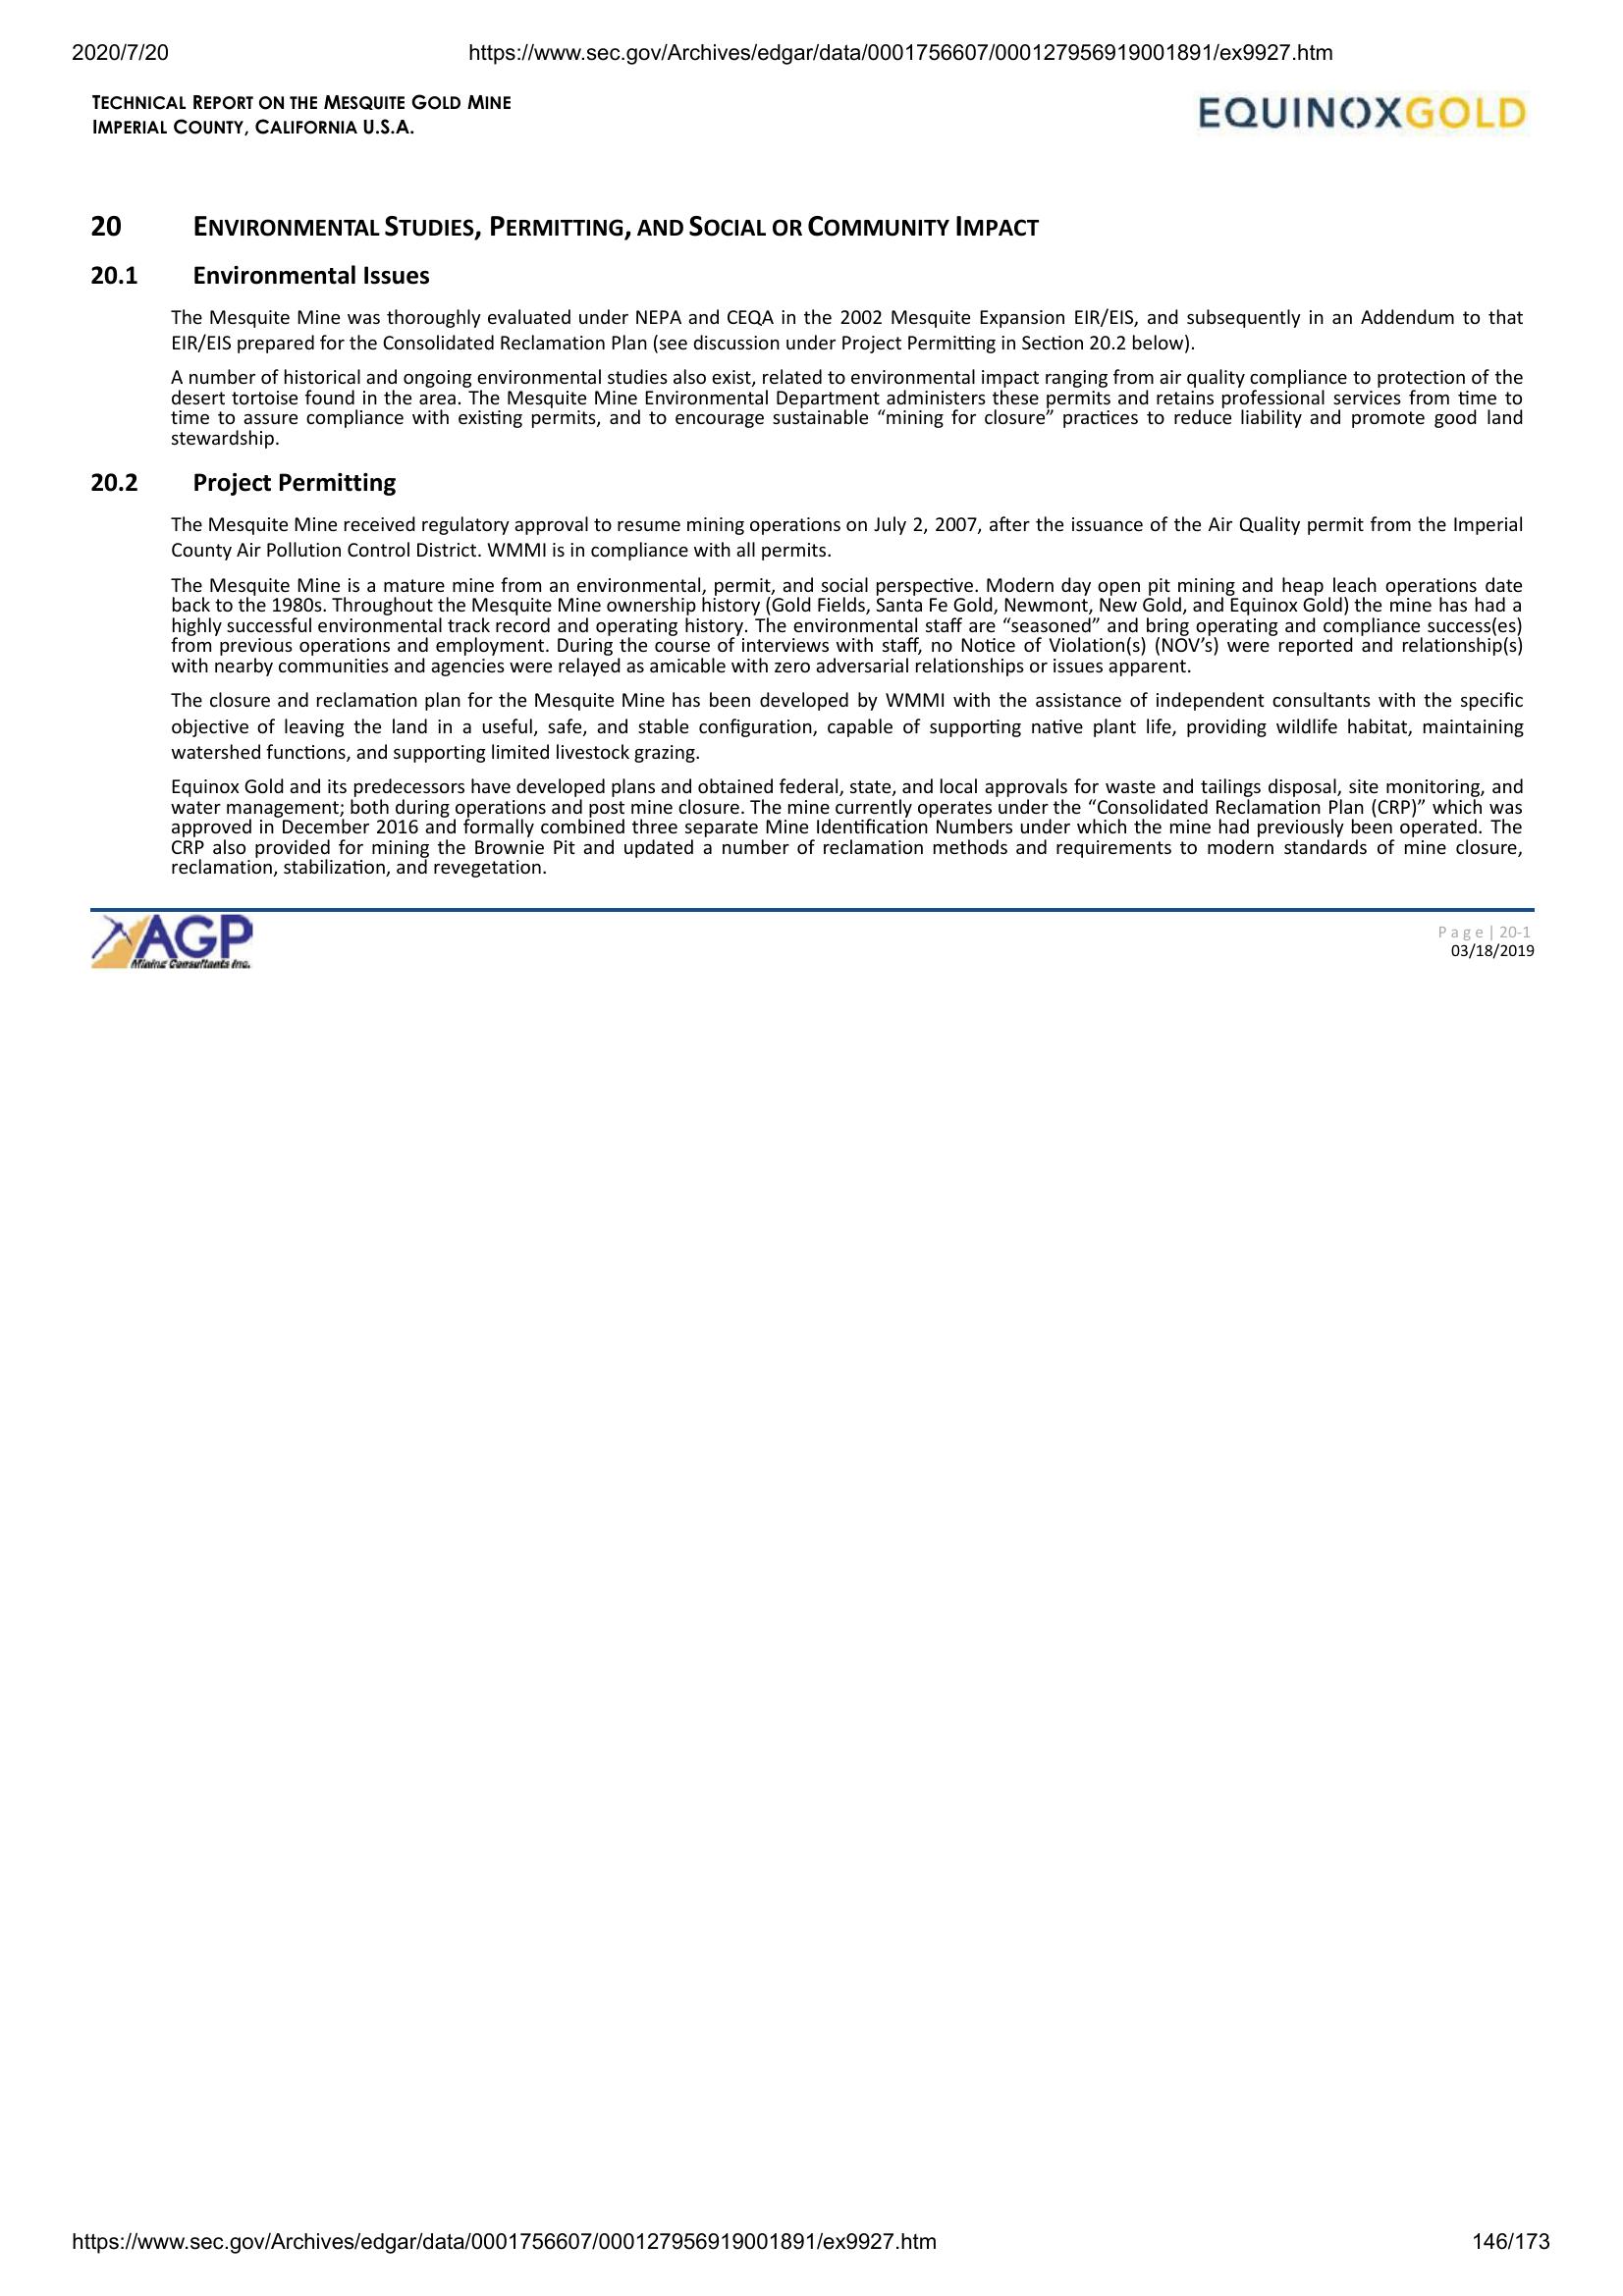 2020/7/20 https://www.sec.gov/Archives/edgar/data/0001756607/000127956919001891/ex9927.htm
TECHNICAL REPORT ON THE MESQUITE GOLD MINE
IMPERIAL COUNTY, CALIFORNIA U.S.A.
EQUINOXGOLD
20 ENVIRONMENTAL STUDIES, PERMITTING, AND SOCIAL OR COMMUNITY IMPACT
20.1 Environmental Issues
The Mesquite Mine was thoroughly evaluated under NEPA and CEQA in the 2002 Mesquite Expansion EIR/EIS, and subsequently in an Addendum to that
EIR/EIS prepared for the Consolidated Reclamation Plan (see discussion under Project Permitting in Section 20.2 below).
A number of historical and ongoing environmental studies also exist, related to environmental impact ranging from air quality compliance to protection of the
desert tortoise found in the area. The Mesquite Mine Environmental Department administers these permits and retains professional services from time to
time to assure compliance with existing permits, and to encourage sustainable “mining for closure” practices to reduce liability and promote good land
stewardship.
20.2 Project Permitting
The Mesquite Mine received regulatory approval to resume mining operations on July 2, 2007, after the issuance of the Air Quality permit from the Imperial
County Air Pollution Control District. WMMI is in compliance with all permits.
The Mesquite Mine is a mature mine from an environmental, permit, and social perspective. Modern day open pit mining and heap leach operations date
back to the 1980s. Throughout the Mesquite Mine ownership history (Gold Fields, Santa Fe Gold, Newmont, New Gold, and Equinox Gold) the mine has had a
highly successful environmental track record and operating history. The environmental staff are “seasoned” and bring operating and compliance success(es)
from previous operations and employment. During the course of interviews with staff, no Notice of Violation(s) (NOV’s) were reported and relationship(s)
with nearby communities and agencies were relayed as amicable with zero adversarial relationships or issues apparent.
The closure and reclamation plan for the Mesquite Mine has been developed by WMMI with the assistance of independent consultants with the specific
objective of leaving the land in a useful, safe, and stable configuration, capable of supporting native plant life, providing wildlife habitat, maintaining
watershed functions, and supporting limited livestock grazing.
Equinox Gold and its predecessors have developed plans and obtained federal, state, and local approvals for waste and tailings disposal, site monitoring, and
water management; both during operations and post mine closure. The mine currently operates under the “Consolidated Reclamation Plan (CRP)” which was
approved in December 2016 and formally combined three separate Mine Identification Numbers under which the mine had previously been operated. The
CRP also provided for mining the Brownie Pit and updated a number of reclamation methods and requirements to modern standards of mine closure,
reclamation, stabilization, and revegetation.
AGP
Mining Consultants Inc.
Page | 20-1
03/18/2019
https://www.sec.gov/Archives/edgar/data/0001756607/000127956919001891/ex9927.htm 146/173